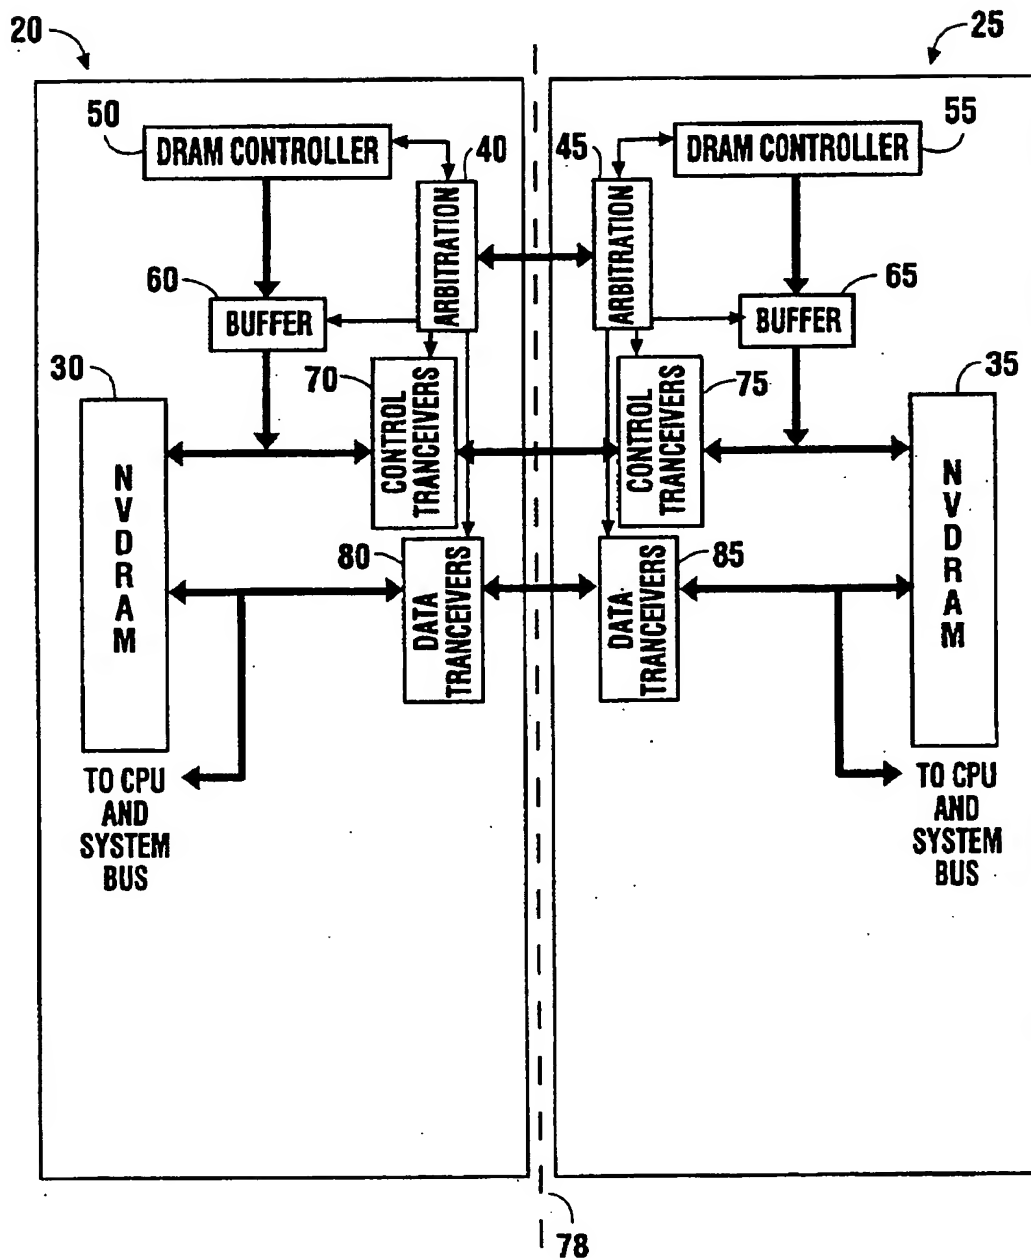 20
25
50
DRAM CONTROLLER
40
45
DRAM CONTROLLER
55
ARBITRATION
ARBITRATION
60
BUFFER
65
BUFFER
30
70
CONTROL
TRANCEIVERS
CONTROL
TRANCEIVERS
75
35
NVDRAM
NVDRAM
80
DATA
TRANCEIVERS
DATA
TRANCEIVERS
85
TO CPU
AND
SYSTEM
BUS
TO CPU
AND
SYSTEM
BUS
78